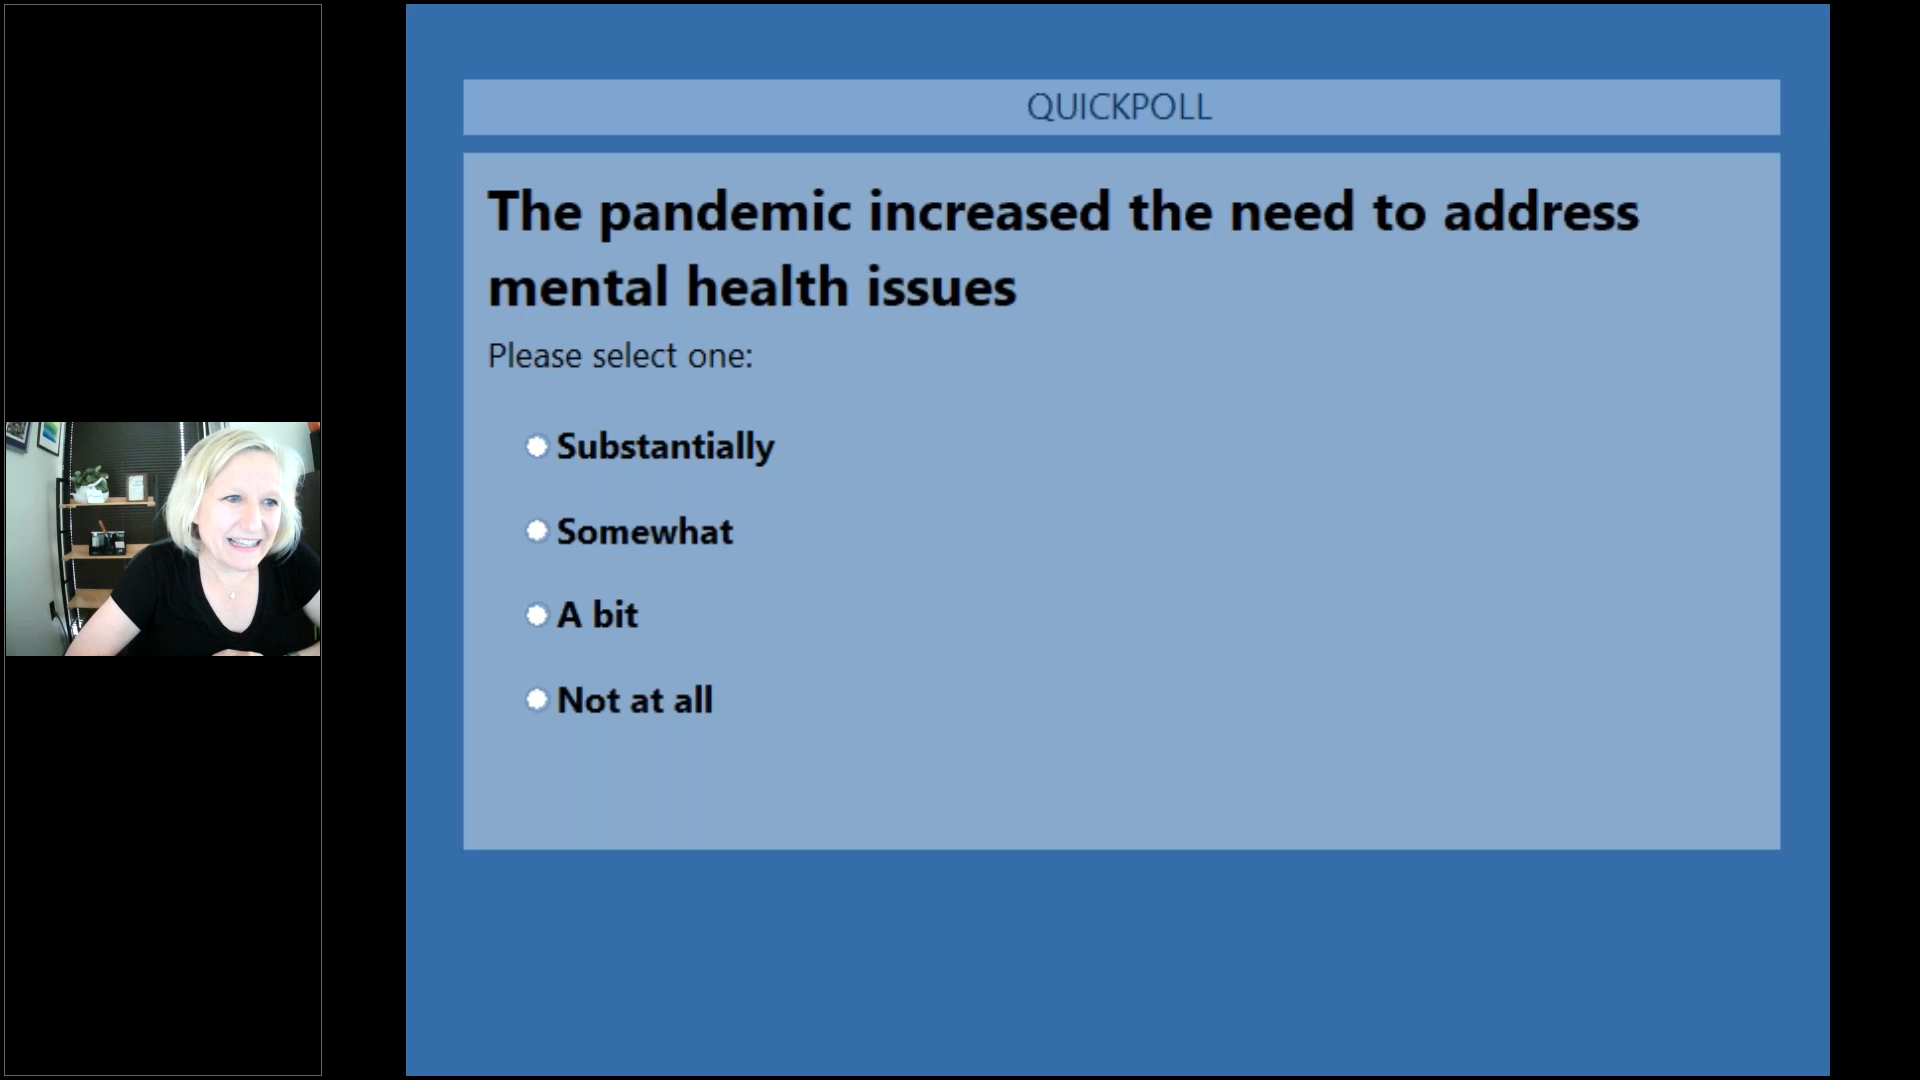 QUICKPOLL
The pandemic increased the need to address
mental health issues
Please select one:
Substantially
Somewhat
A bit
Not at all